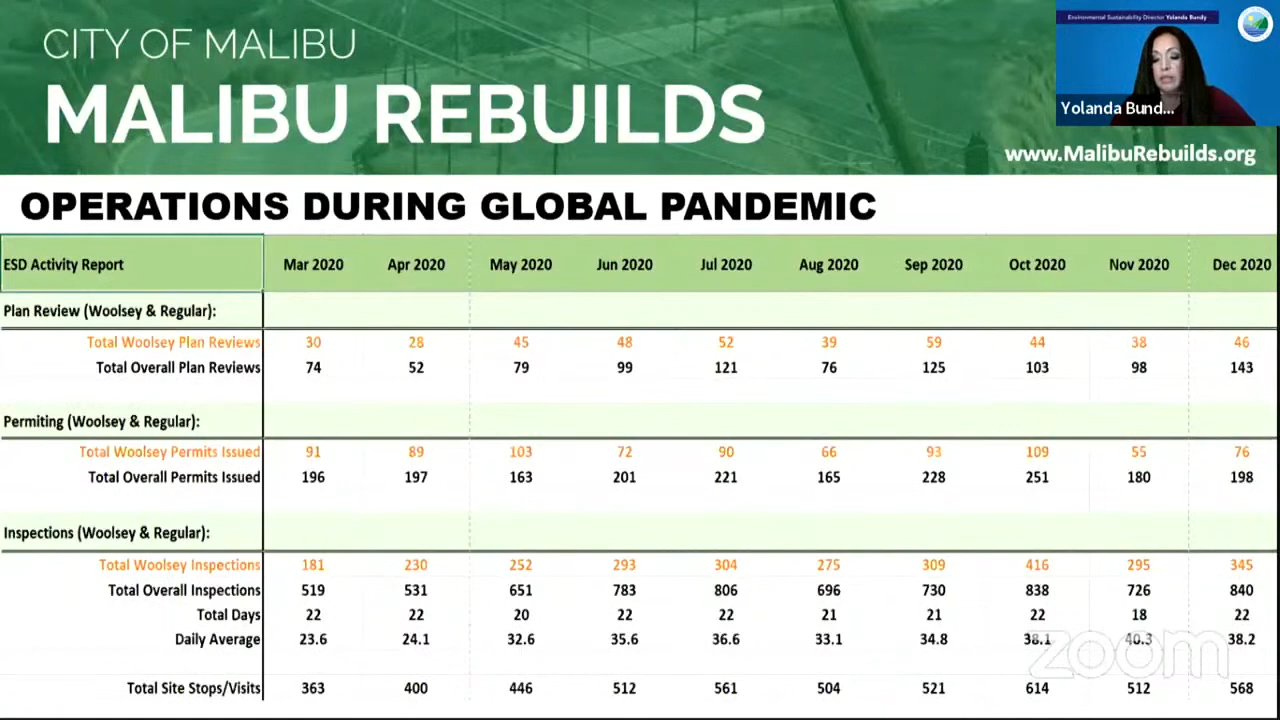 CITY OF MALIBU
MALIBU REBUILDS
Environmental Sustainability Director Yolanda Bundy
Yolanda Bund...
www.MalibuRebuilds.org
OPERATIONS DURING GLOBAL PANDEMIC
ESD Activity Report Mar 2020 Apr 2020 May 2020 Jun 2020 Jul 2020 Aug 2020 Sep 2020 Oct 2020 Nov 2020 Dec 2020
Plan Review (Woolsey & Regular):
Total Woolsey Plan Reviews 30 28 45 48 52 39 59 44 38 46
Total Overall Plan Reviews 74 52 79 99 121 76 125 103 98 143
Permiting (Woolsey & Regular):
Total Woolsey Permits Issued 91 89 103 72 90 66 93 109 55 76
Total Overall Permits Issued 196 197 163 201 221 165 228 251 180 198
Inspections (Woolsey & Regular):
Total Woolsey Inspections 181 230 252 293 304 275 309 416 295 345
Total Overall Inspections 519 531 651 783 806 696 730 838 726 840
Total Days 22 22 20 22 22 21 21 22 18 22
Daily Average 23.6 24.1 32.6 35.6 36.6 33.1 34.8 38.1 40.3 38.2
zoom
Total Site Stops/Visits 363 400 446 512 561 504 521 614 512 568